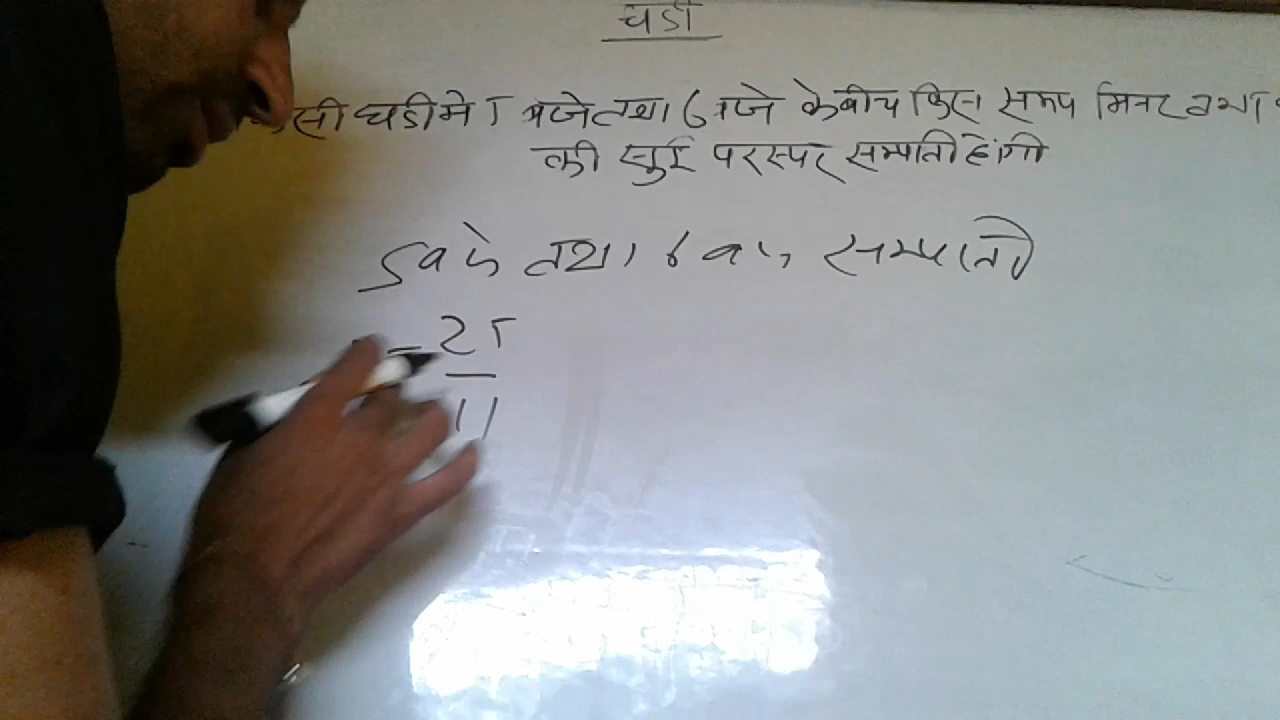 घडी
घडीमे 5 बजे तथा 6 बजे के बीच किस समय मिनट तथा
की सुई परस्पर सम्पाती होंगी
5 बजे तथा 6 बजे सम्पाती
= 25
11